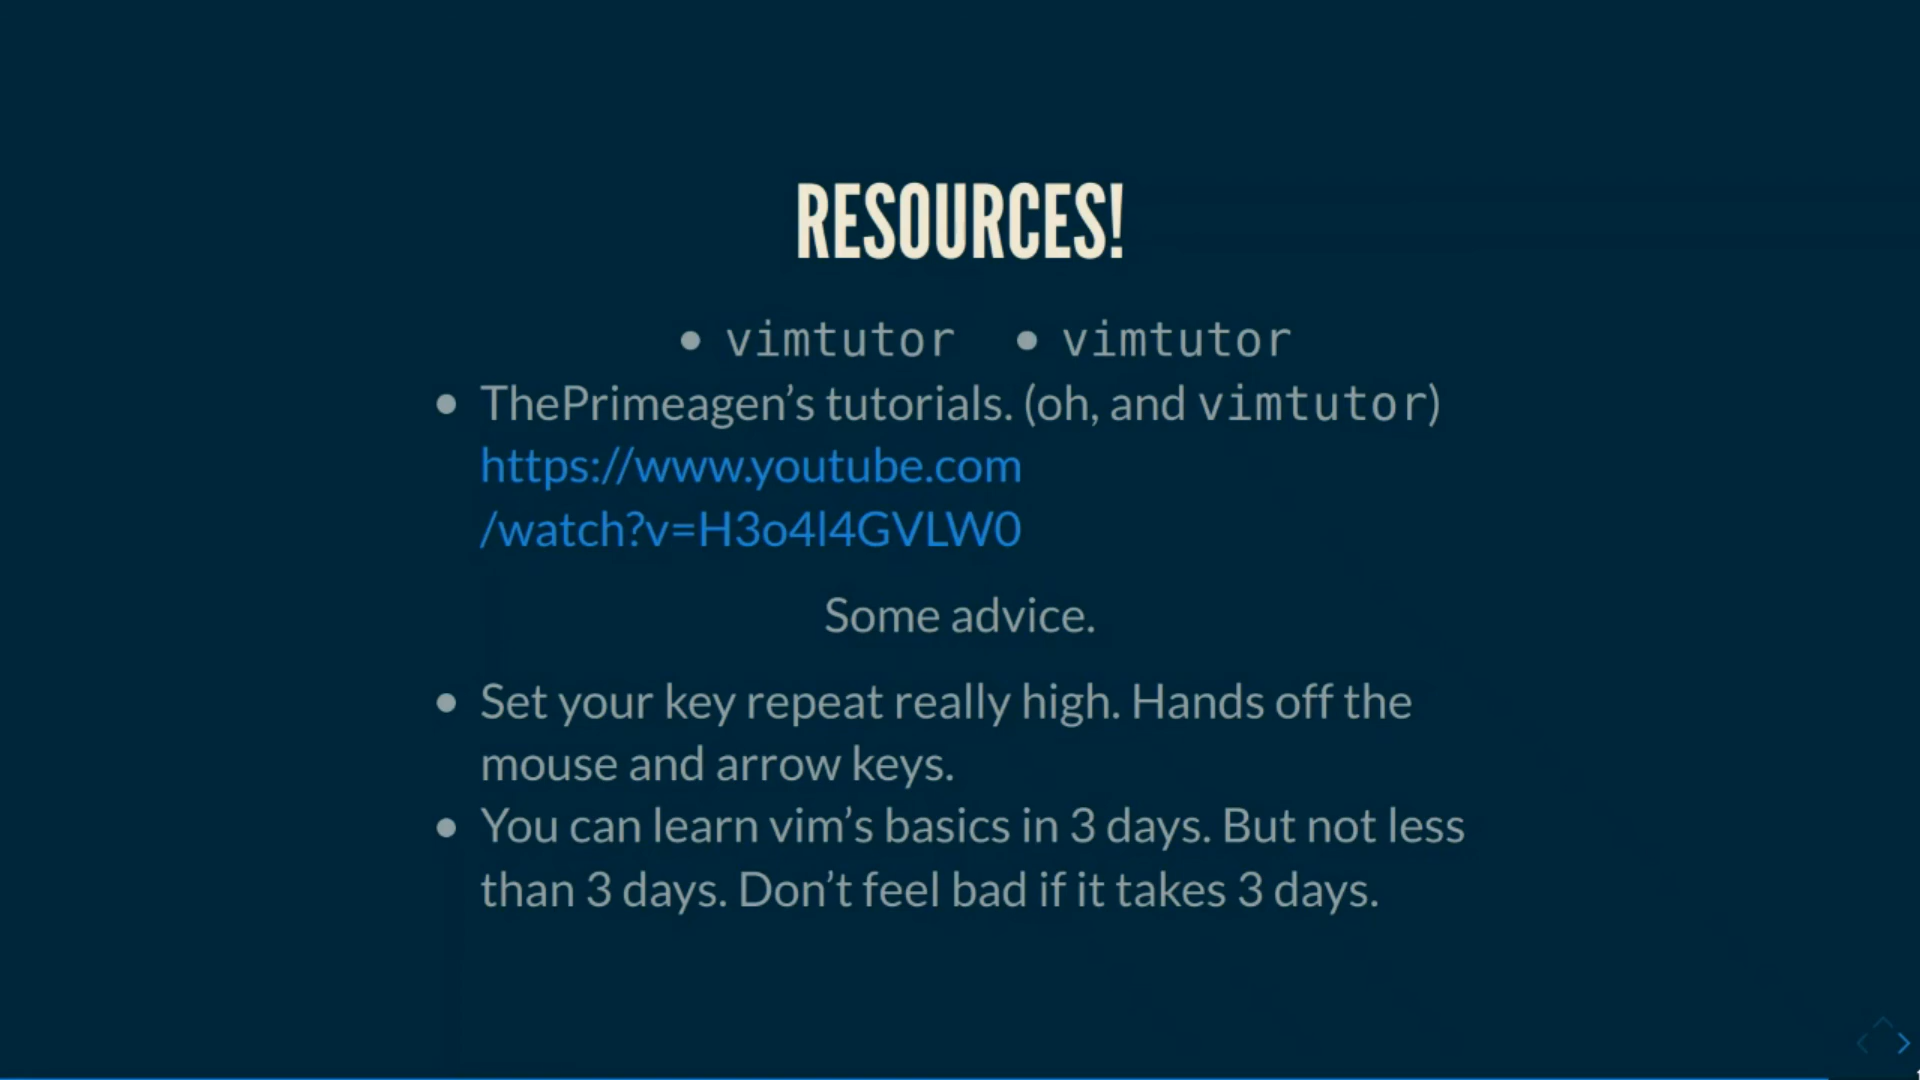 RESOURCES!
• vimtutor • vimtutor
• ThePrimeagen’s tutorials. (oh, and vimtutor)
https://www.youtube.com
/watch?v=H3o4l4GVLW0
Some advice.
• Set your key repeat really high. Hands off the
mouse and arrow keys.
• You can learn vim’s basics in 3 days. But not less
than 3 days. Don’t feel bad if it takes 3 days.